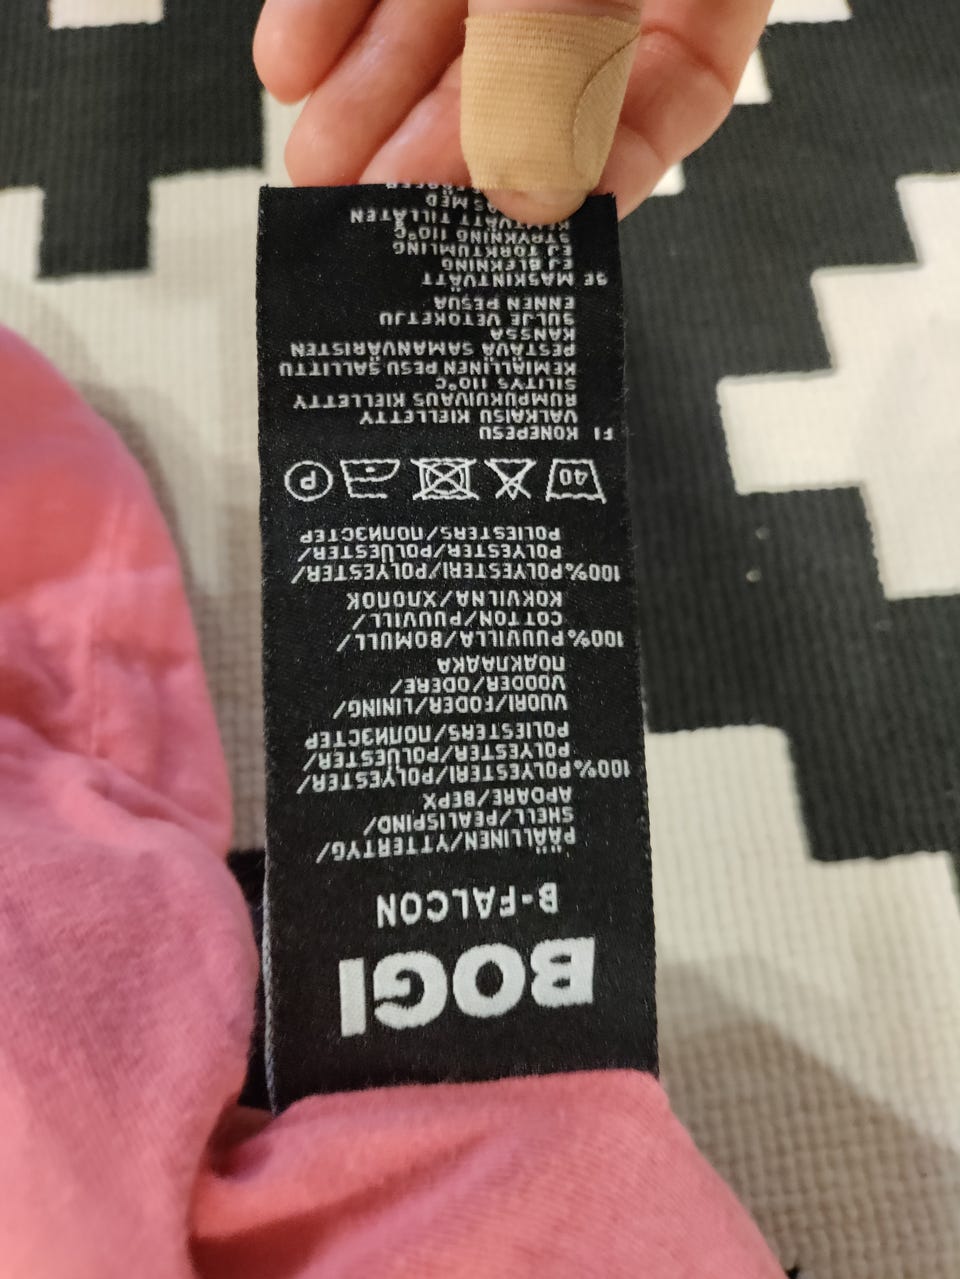 BOGI
B-FALCON
PÄÄLLINEN/YTTERTYG/
SHELL/PEALISPIND/
APDARE/ВЕРХ
100%POLYESTERI/POLYESTER/
POLYESTER/POLÜESTER/
POLIESTERS/ПОЛИЭСТЕР
VUORI/FODER/LINING/
VOODER/ODERE/
ПОДКЛАДКА
100%PUUVILLA/BOMULL/
COTTON/PUUVILL/
KOKVILNA/ХЛОПОК
100%POLYESTERI/POLYESTER/
POLYESTER/POLÜESTER/
POLIESTERS/ПОЛИЭСТЕР
40 P
FI KONEPESU
VALKAISU KIELLETTY
RUMPUKUIVAUS KIELLETTY
SILITYS 110°C
KEMIALLINEN PESU SALLITTU
PESTÄVÄ SAMANVÄRISTEN
KANSSA
SULJE VETOKETJU
ENNEN PESUA
SE MASKINTVÄTT
EJ BLEKNING
EJ TORKTUMLING
STRYKNING 110°C
TILLÅTEN
MED